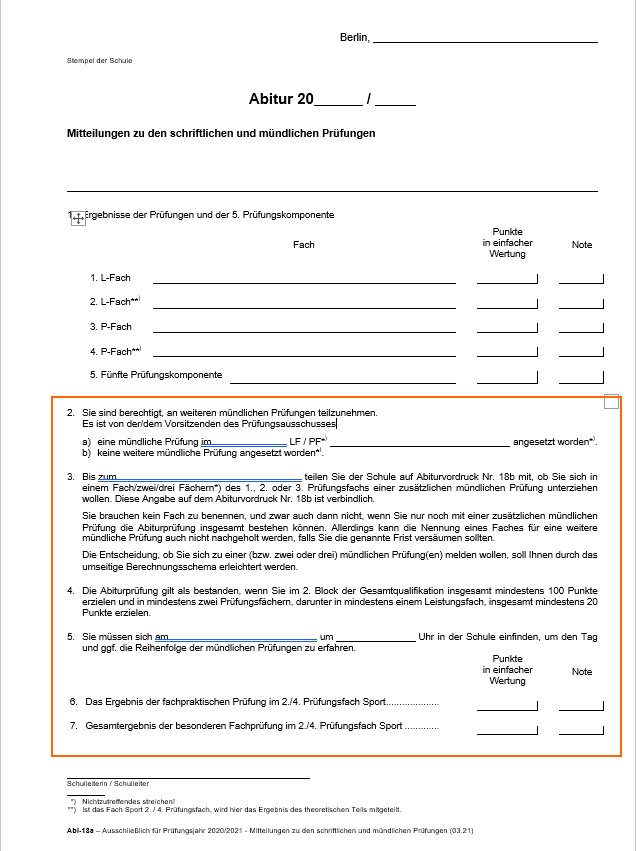 Berlin,
Stempel der Schule
Abitur 20______ / _____
Mitteilungen zu den schriftlichen und mündlichen Prüfungen
1. Ergebnisse der Prüfungen und der 5. Prüfungskomponente
Fach
Punkte
in einfacher
Wertung
Note
1. L-Fach
2. L-Fach**)
3. P-Fach
4. P-Fach**)
5. Fünfte Prüfungskomponente
2. Sie sind berechtigt, an weiteren mündlichen Prüfungen teilzunehmen.
Es ist von der/dem Vorsitzenden des Prüfungsausschusses
a) eine mündliche Prüfung im LF / PF*) angesetzt worden*).
b) keine weitere mündliche Prüfung angesetzt worden*).
3. Bis zum teilen Sie der Schule auf Abiturvordruck Nr. 18b mit, ob Sie sich in
einem Fach/zwei/drei Fächern*) des 1., 2. oder 3. Prüfungsfachs einer zusätzlichen mündlichen Prüfung unterziehen
wollen. Diese Angabe auf dem Abiturvordruck Nr. 18b ist verbindlich.
Sie brauchen kein Fach zu benennen, und zwar auch dann nicht, wenn Sie nur noch mit einer zusätzlichen mündlichen
Prüfung die Abiturprüfung insgesamt bestehen können. Allerdings kann die Nennung eines Faches für eine weitere
mündliche Prüfung auch nicht nachgeholt werden, falls Sie die genannte Frist versäumen sollten.
Die Entscheidung, ob Sie sich zu einer (bzw. zwei oder drei) mündlichen Prüfung(en) melden wollen, soll Ihnen durch das
umseitige Berechnungsschema erleichtert werden.
4. Die Abiturprüfung gilt als bestanden, wenn Sie im 2. Block der Gesamtqualifikation insgesamt mindestens 100 Punkte
erzielen und in mindestens zwei Prüfungsfächern, darunter in mindestens einem Leistungsfach, insgesamt mindestens 20
Punkte erzielen.
5. Sie müssen sich am um Uhr in der Schule einfinden, um den Tag
und ggf. die Reihenfolge der mündlichen Prüfungen zu erfahren.
Punkte
in einfacher
Wertung
Note
6. Das Ergebnis der fachpraktischen Prüfung im 2./4. Prüfungsfach Sport....................
7. Gesamtergebnis der besonderen Fachprüfung im 2./4. Prüfungsfach Sport .............
Schulleiterin / Schulleiter
*) Nichtzutreffendes streichen!
**) Ist das Fach Sport 2. / 4. Prüfungsfach, wird hier das Ergebnis des theoretischen Teils mitgeteilt.
Abi-18a – Ausschließlich für Prüfungsjahr 2020/2021 - Mitteilungen zu den schriftlichen und mündlichen Prüfungen (03.21)